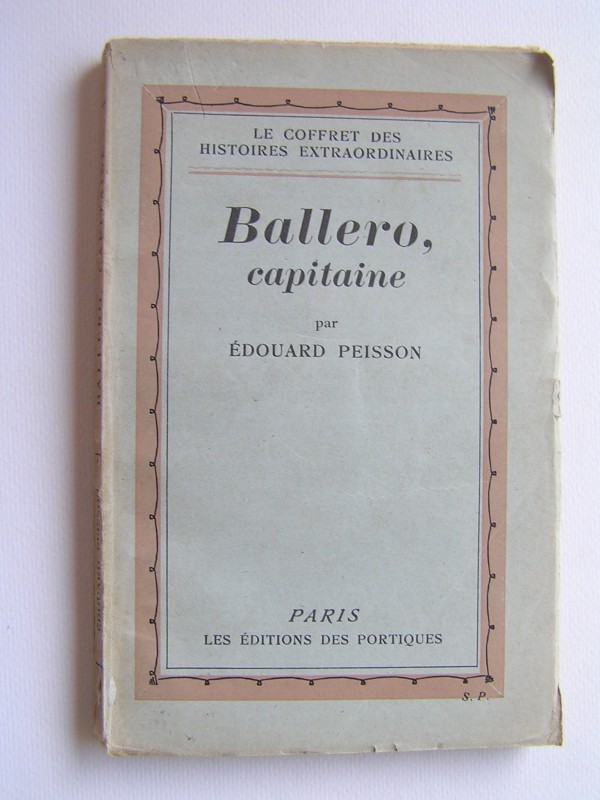 LE COFFRET DES
HISTOIRES EXTRAORDINAIRES
Ballero,
capitaine
par
ÉDOUARD PEISSON
PARIS
LES ÉDITIONS DES PORTIQUES
S. P.